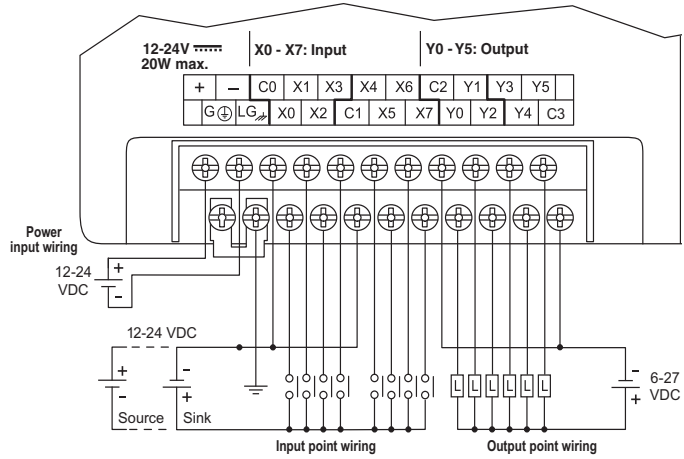 12-24V X0 - X7: Input Y0 - Y5: Output
20W max.
+ – C0 X1 X3 X4 X6 C2 Y1 Y3 Y5
G LG X0 X2 C1 X5 X7 Y0 Y2 Y4 C3
Power
input wiring
12-24
VDC
+
-
12-24 VDC
+
-
Source
-
+
Sink
L L L L L L
-
+
6-27
VDC
Input point wiring
Output point wiring